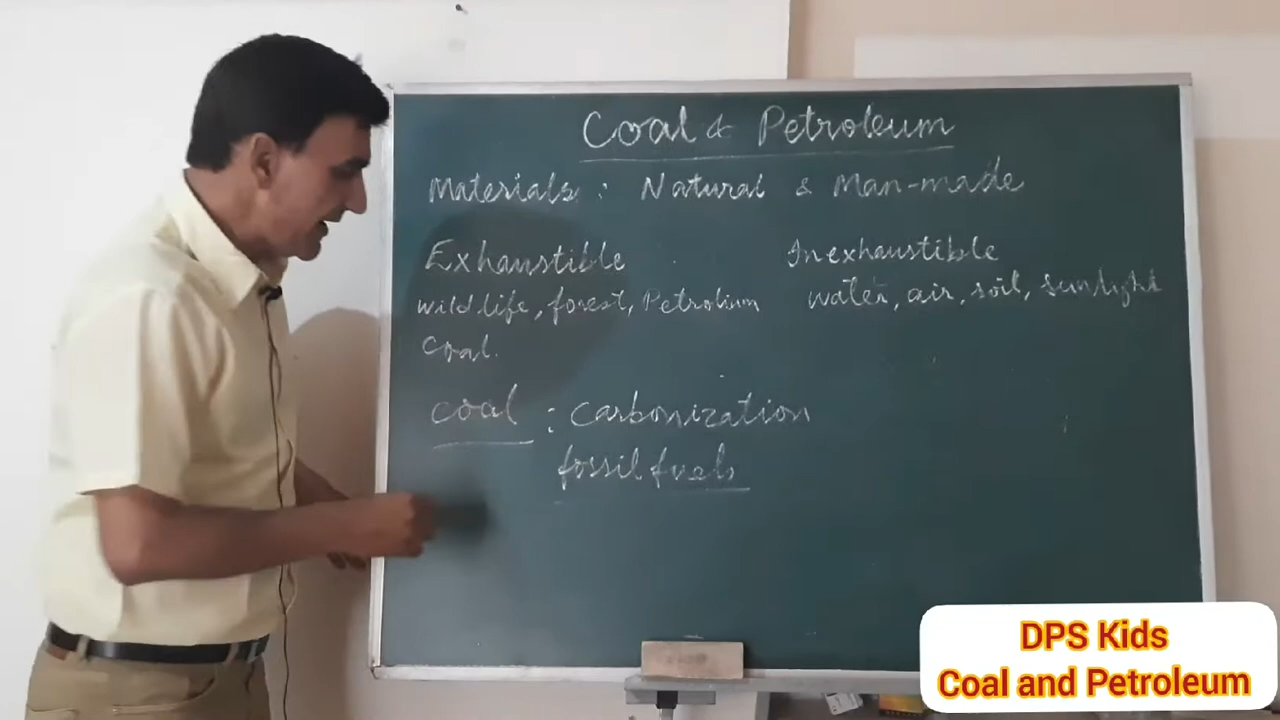 Coal & Petroleum
Materials : Natural & Man-made
Exhaustible Inexhaustible
wild life, forest, Petrolium water, air, soil, sunlight
Coal.
coal : Carbonization
fossil fuels
DPS Kids
Coal and Petroleum